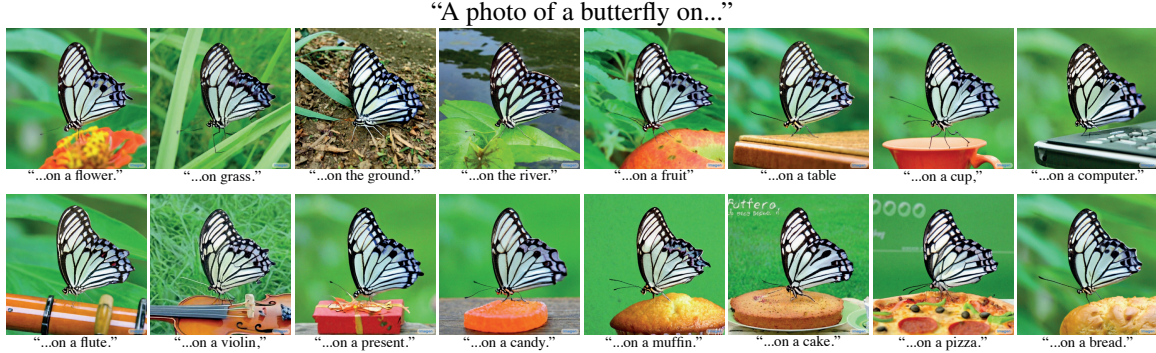 “A photo of a butterfly on...”
“...on a flower.” “...on grass.” “...on the ground.” “...on the river.” “...on a fruit” “...on a table “...on a cup,” “...on a computer.”
“...on a flute.” “...on a violin,” “...on a present.” “...on a candy.” “...on a muffin.” “...on a cake.” “...on a pizza.” “...on a bread.”